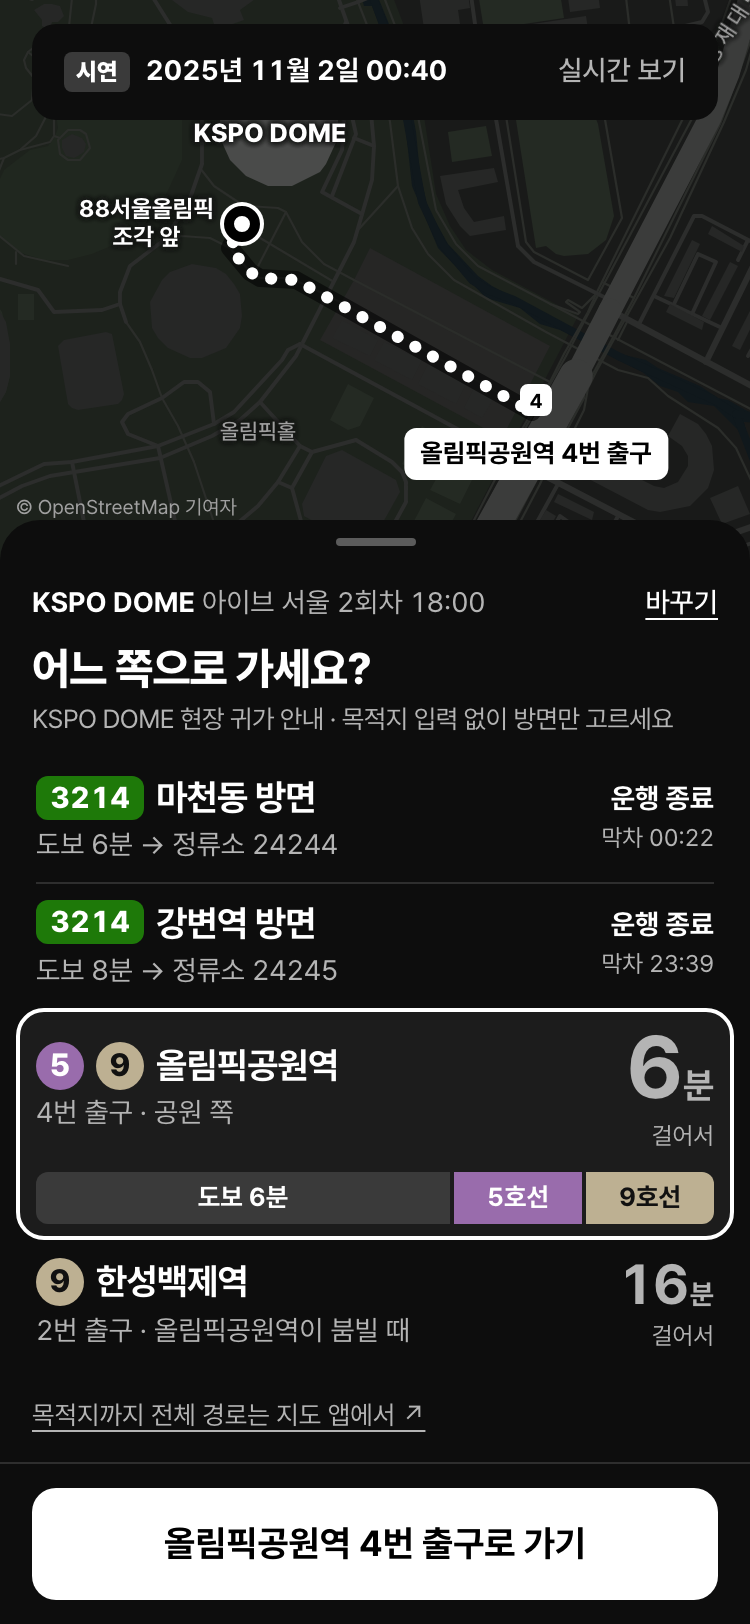 재대
시연 2025년 11월 2일 00:40 실시간 보기
KSPO DOME
88서울올림픽
조각 앞
4
올림픽홀
올림픽공원역 4번 출구
© OpenStreetMap 기여자
KSPO DOME 아이브 서울 2회차 18:00 바꾸기
어느 쪽으로 가세요?
KSPO DOME 현장 귀가 안내 · 목적지 입력 없이 방면만 고르세요
3214 마천동 방면 운행 종료
도보 6분 → 정류소 24244 막차 00:22
3214 강변역 방면 운행 종료
도보 8분 → 정류소 24245 막차 23:39
5 9 올림픽공원역 6분
4번 출구 · 공원 쪽 걸어서
도보 6분 5호선 9호선
9 한성백제역 16분
2번 출구 · 올림픽공원역이 붐빌 때 걸어서
목적지까지 전체 경로는 지도 앱에서 ↗
올림픽공원역 4번 출구로 가기